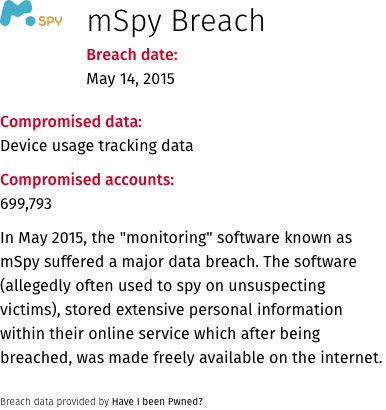 mSPY
mSpy Breach
Breach date:
May 14, 2015
Compromised data:
Device usage tracking data
Compromised accounts:
699,793
In May 2015, the "monitoring" software known as
mSpy suffered a major data breach. The software
(allegedly often used to spy on unsuspecting
victims), stored extensive personal information
within their online service which after being
breached, was made freely available on the internet.
Breach data provided by Have I been Pwned?